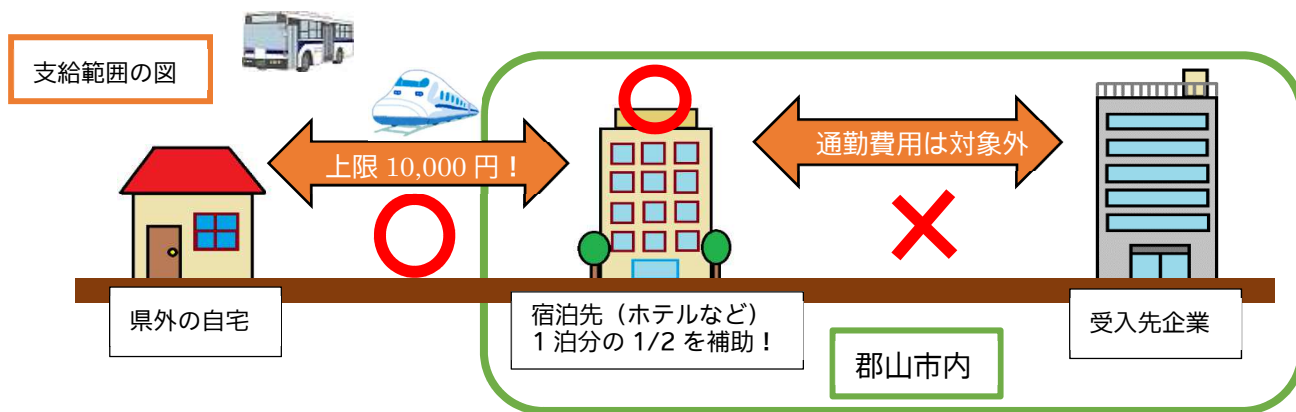 支給範囲の図
上限 10,000 円！
通勤費用は対象外
県外の自宅
宿泊先（ホテルなど）
1 泊分の 1/2 を補助！
受入先企業
郡山市内